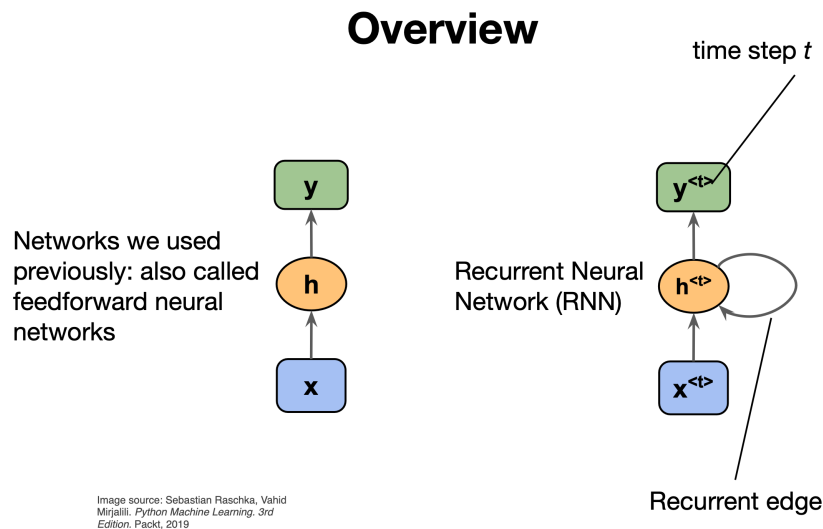 Overview
time step t
y
y<t>
Networks we used
previously: also called
feedforward neural
networks
h
Recurrent Neural
Network (RNN)
h<t>
x
x<t>
Recurrent edge
Image source: Sebastian Raschka, Vahid
Mirjalili. Python Machine Learning. 3rd
Edition. Packt, 2019